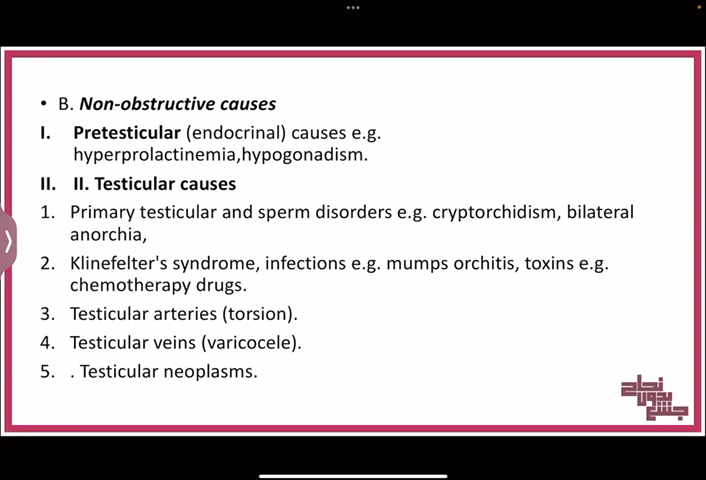 • B. Non-obstructive causes
I. Pretesticular (endocrinal) causes e.g.
hyperprolactinemia,hypogonadism.
II. II. Testicular causes
1. Primary testicular and sperm disorders e.g. cryptorchidism, bilateral
anorchia,
2. Klinefelter's syndrome, infections e.g. mumps orchitis, toxins e.g.
chemotherapy drugs.
3. Testicular arteries (torsion).
4. Testicular veins (varicocele).
5. . Testicular neoplasms.
نجاح
بدون